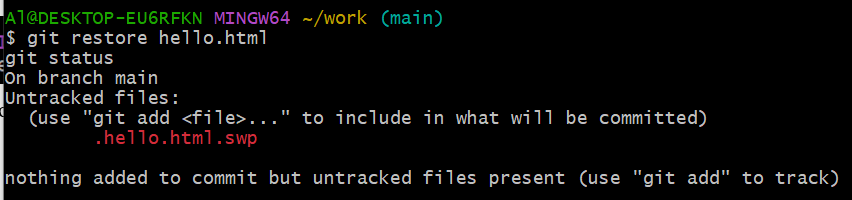 Al@DESKTOP-EU6RFKN MINGW64 ~/work (main)
$ git restore hello.html
git status
On branch main
Untracked files:
  (use "git add <file>..." to include in what will be committed)
        .hello.html.swp

nothing added to commit but untracked files present (use "git add" to track)